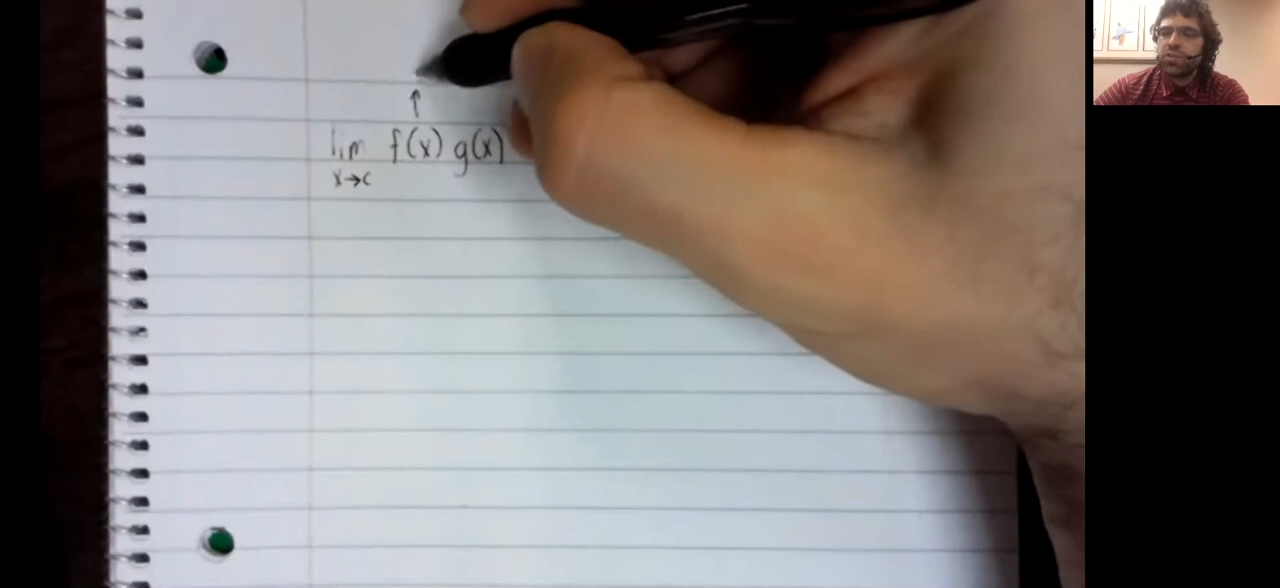 ↑
lim f(x) g(x)
x→c